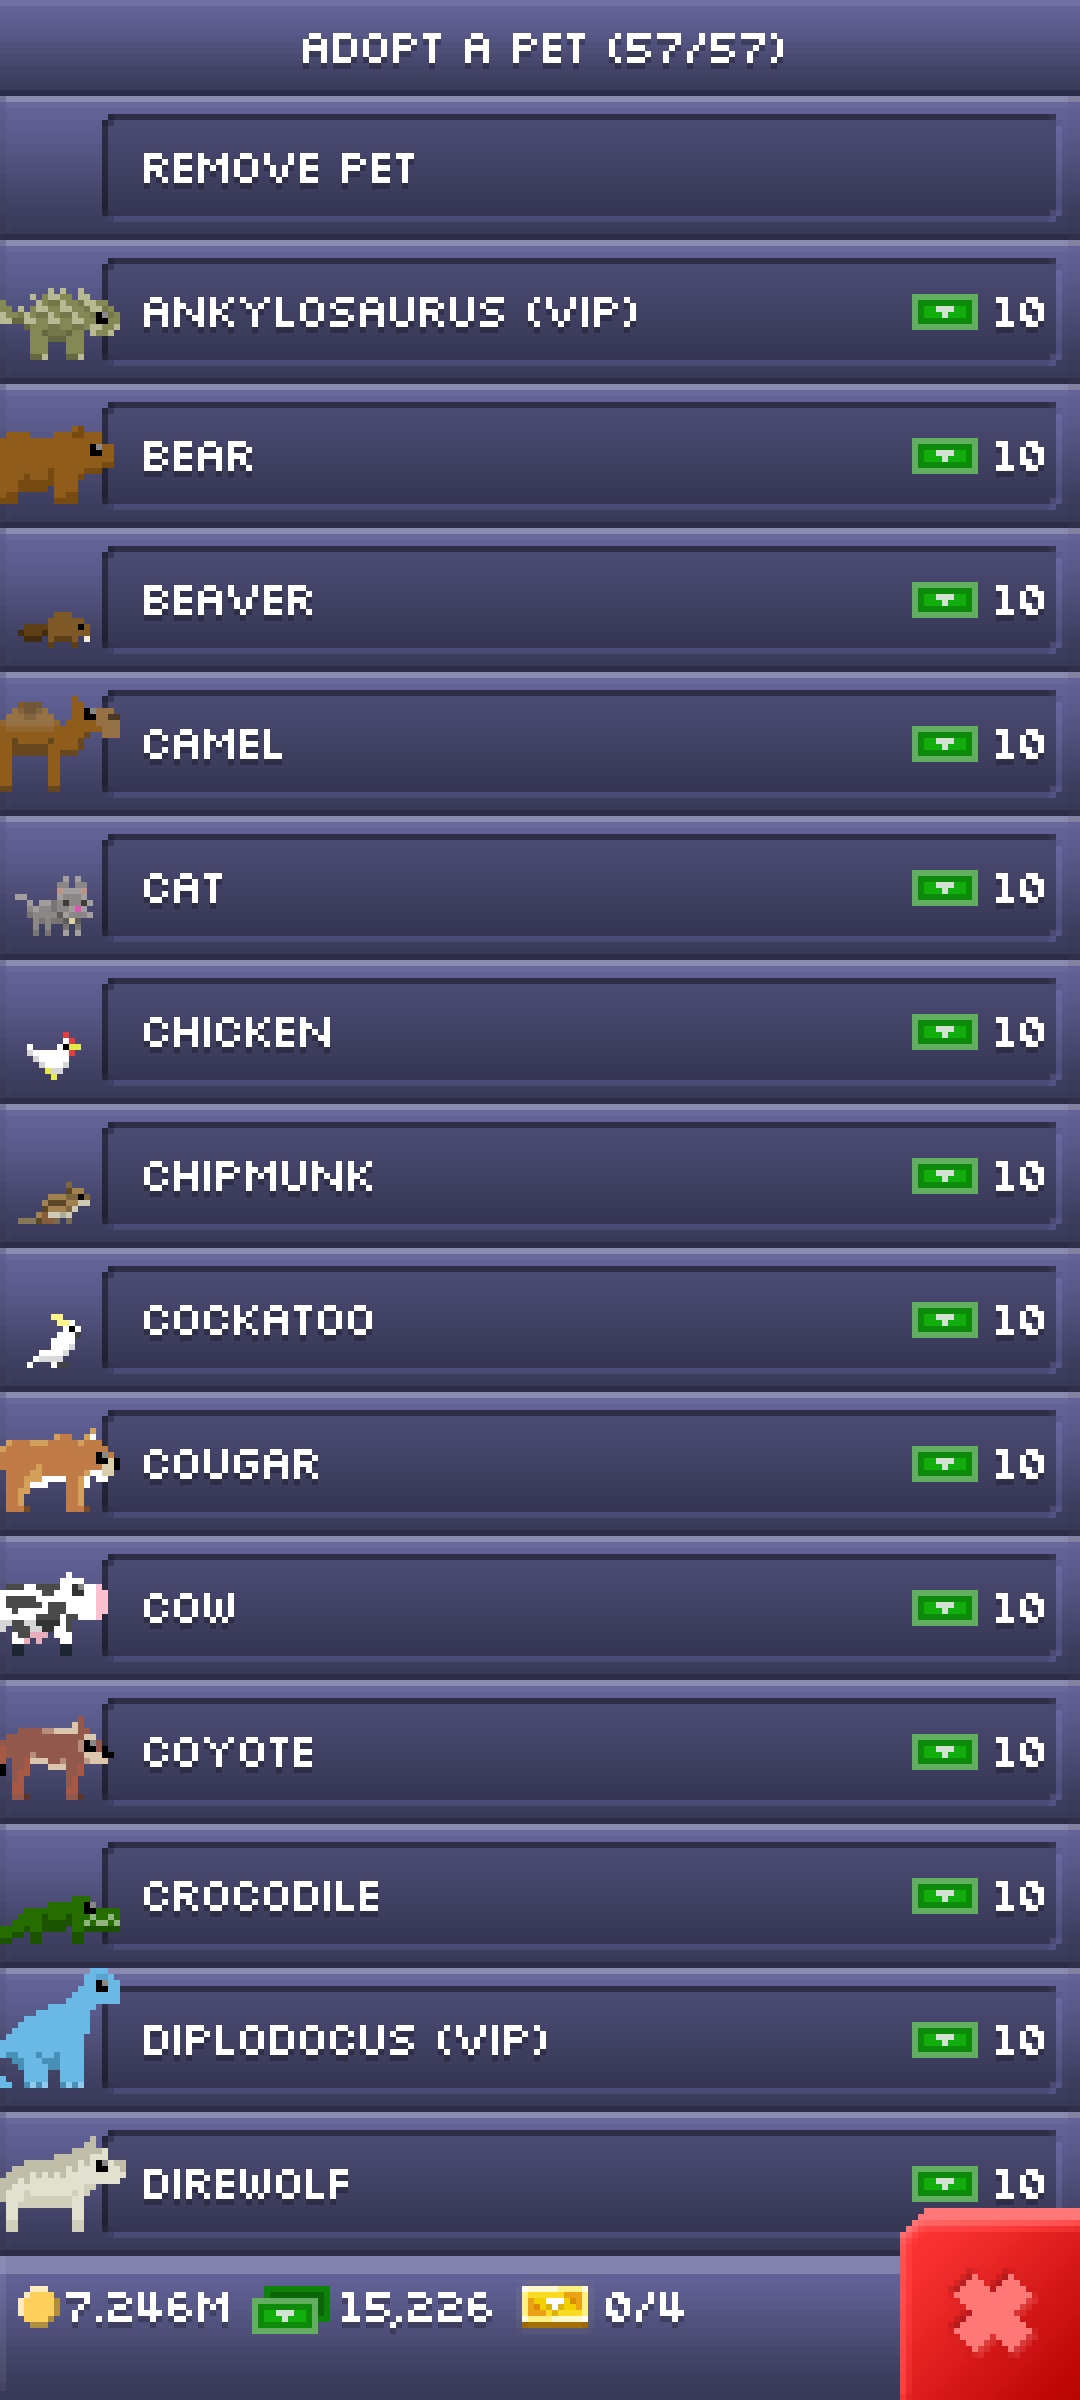 ADOPT A PET (57/57)
REMOVE PET
ANKYLOSAURUS (VIP) 10
BEAR 10
BEAVER 10
CAMEL 10
CAT 10
CHICKEN 10
CHIPMUNK 10
COCKATOO 10
COUGAR 10
COW 10
COYOTE 10
CROCODILE 10
DIPLODOCUS (VIP) 10
DIREWOLF 10
7.246M 15,226 0/4